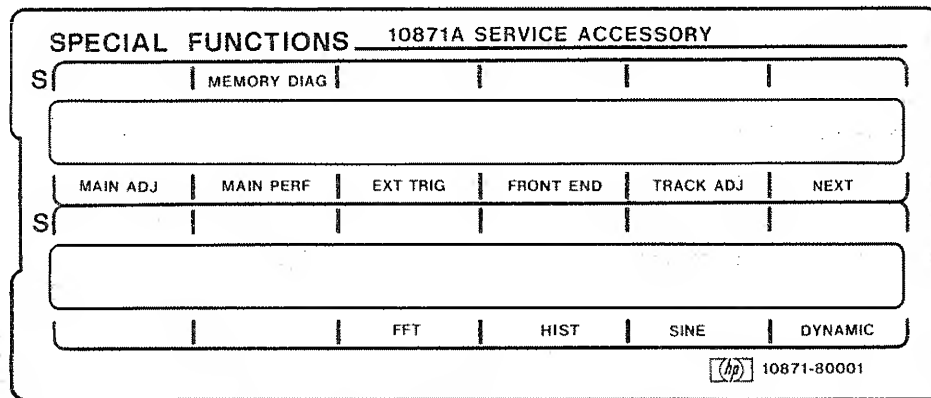 SPECIAL FUNCTIONS 10871A SERVICE ACCESSORY
S MEMORY DIAG
MAIN ADJ MAIN PERF EXT TRIG FRONT END TRACK ADJ NEXT
S
FFT HIST SINE DYNAMIC
hp 10871-80001